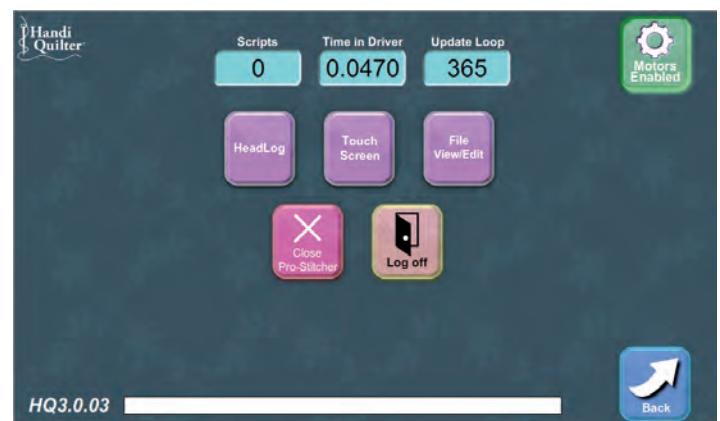 Handi
Quilter
Scripts
Time in Driver
Update Loop
0
0.0470
365
Motors
Enabled
HeadLog
Touch
Screen
File
View/Edit
Close
Pro-Stitcher
Log off
HQ3.0.03
Back